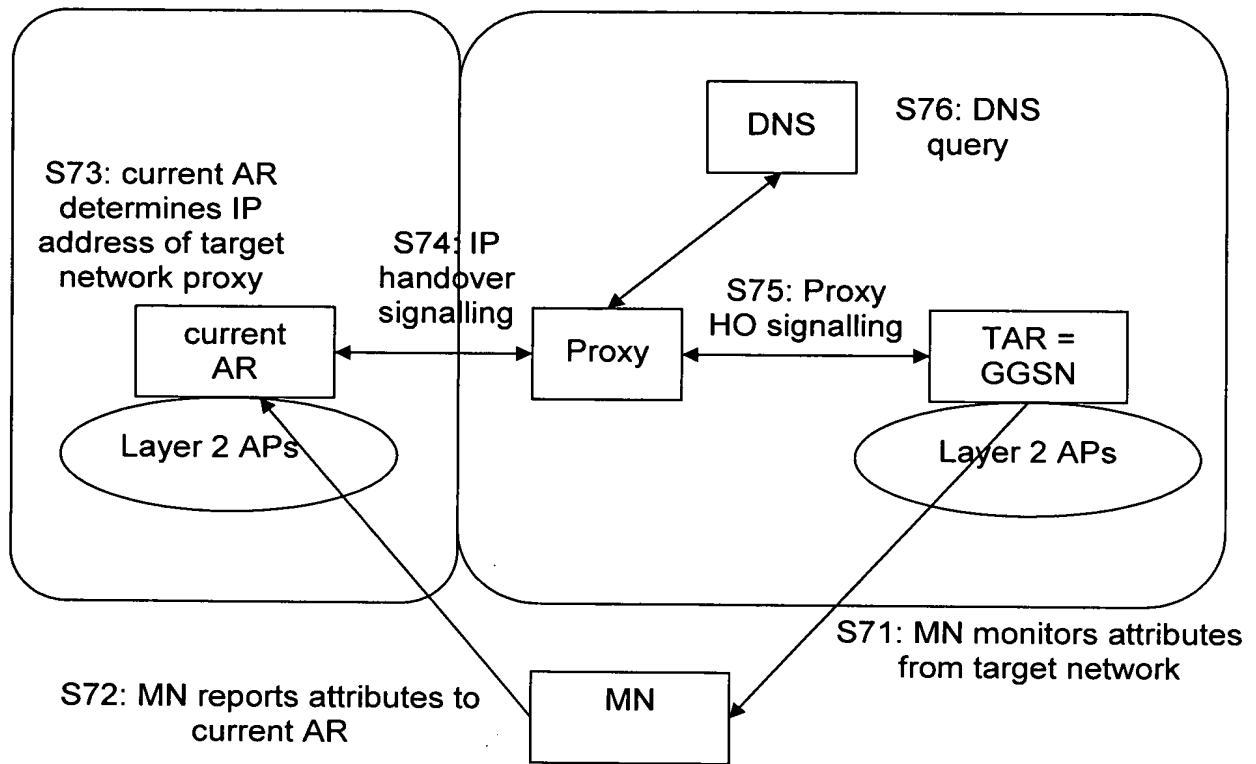 DNS
S76: DNS
query
S73: current AR
determines IP
address of target
network proxy
S74: IP
handover
signalling
S75: Proxy
HO signalling
current
AR
Proxy
TAR =
GGSN
Layer 2 APs
Layer 2 APs
S71: MN monitors attributes
from target network
S72: MN reports attributes to
current AR
MN